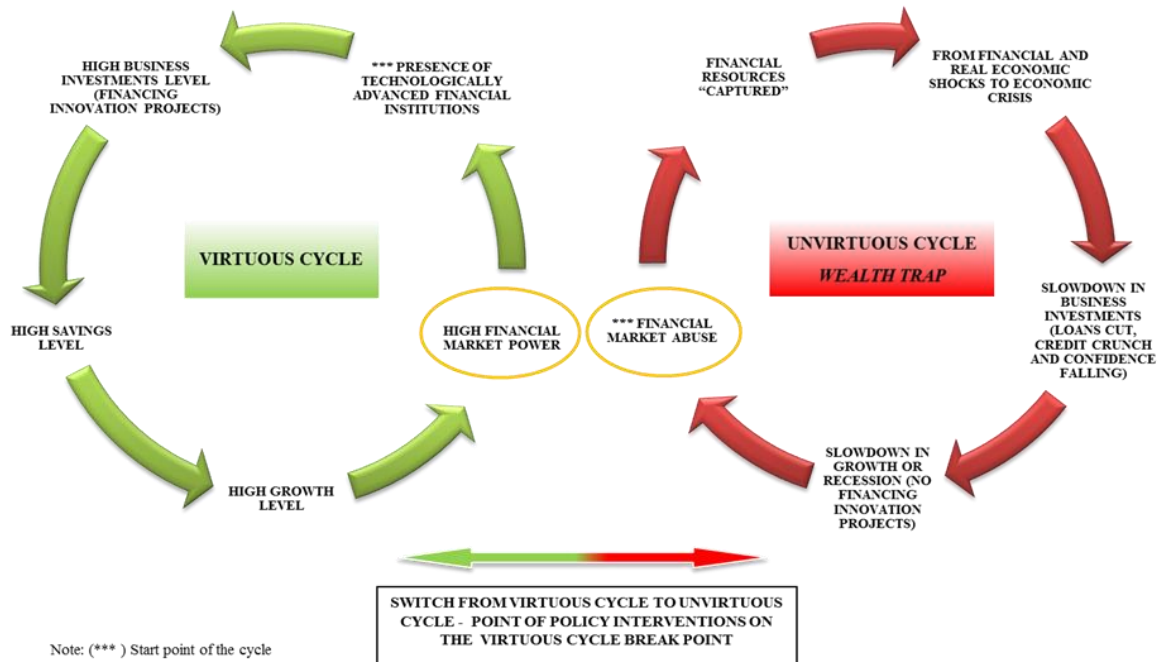 HIGH BUSINESS
INVESTMENTS LEVEL
(FINANCING
INNOVATION PROJECTS)
*** PRESENCE OF
TECHNOLOGICALLY
ADVANCED FINANCIAL
INSTITUTIONS
VIRTUOUS CYCLE
HIGH SAVINGS
LEVEL
HIGH GROWTH
LEVEL
HIGH FINANCIAL
MARKET POWER
*** FINANCIAL
MARKET ABUSE
FINANCIAL
RESOURCES
“CAPTURED”
FROM FINANCIAL AND
REAL ECONOMIC
SHOCKS TO ECONOMIC
CRISIS
UNVIRTUOUS CYCLE
WEALTH TRAP
SLOWDOWN IN
BUSINESS
INVESTMENTS
(LOANS CUT,
CREDIT CRUNCH
AND CONFIDENCE
FALLING)
SLOWDOWN IN
GROWTH OR
RECESSION (NO
FINANCING
INNOVATION
PROJECTS)
SWITCH FROM VIRTUOUS CYCLE TO UNVIRTUOUS
CYCLE - POINT OF POLICY INTERVENTIONS ON
THE VIRTUOUS CYCLE BREAK POINT
Note: (*** ) Start point of the cycle